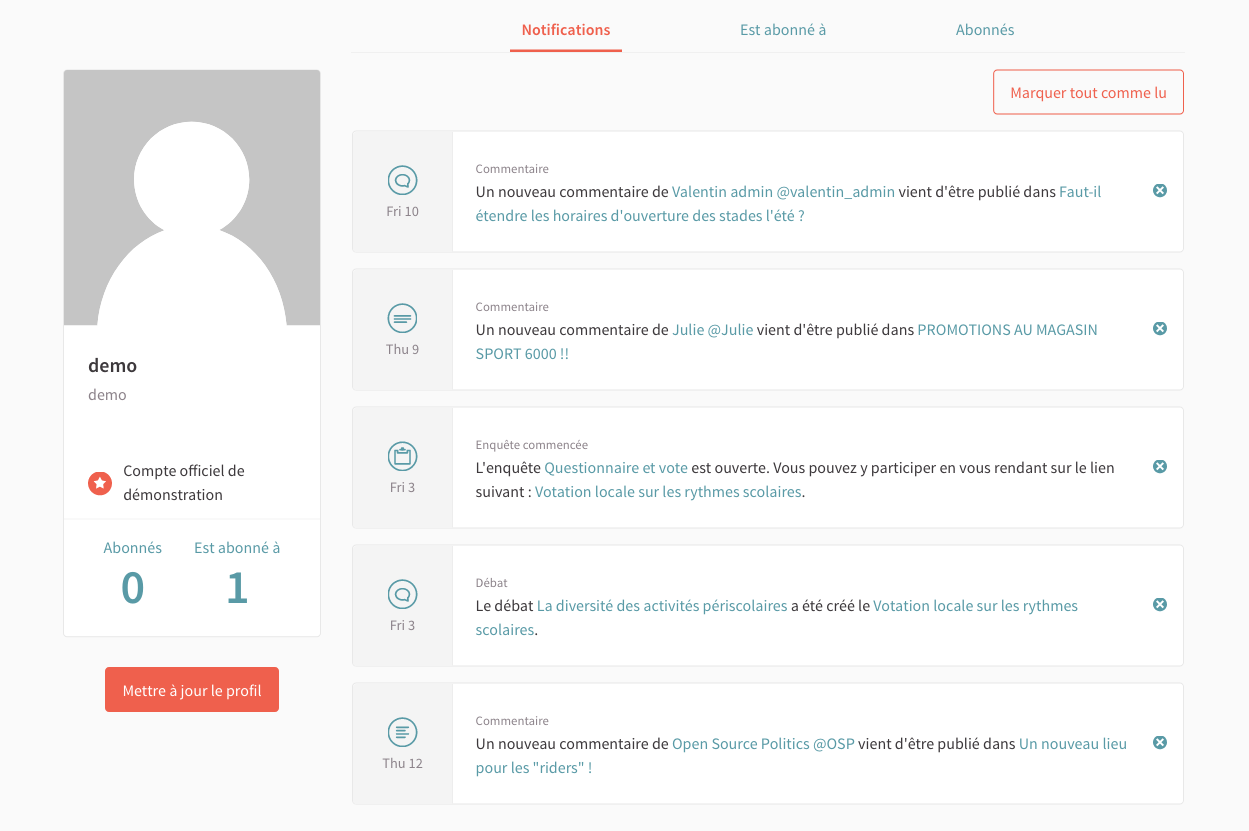 Notifications
Est abonné à
Abonnés
Marquer tout comme lu
demo
demo
Compte officiel de
démonstration
Abonnés
Est abonné à
0
1
Mettre à jour le profil
Fri 10
Commentaire
Un nouveau commentaire de Valentin admin @valentin_admin vient d'être publié dans Faut-il
étendre les horaires d'ouverture des stades l'été ?
Thu 9
Commentaire
Un nouveau commentaire de Julie @Julie vient d'être publié dans PROMOTIONS AU MAGASIN
SPORT 6000 !!
Fri 3
Enquête commencée
L'enquête Questionnaire et vote est ouverte. Vous pouvez y participer en vous rendant sur le lien
suivant : Votation locale sur les rythmes scolaires.
Fri 3
Débat
Le débat La diversité des activités périscolaires a été créé le Votation locale sur les rythmes
scolaires.
Thu 12
Commentaire
Un nouveau commentaire de Open Source Politics @OSP vient d'être publié dans Un nouveau lieu
pour les "riders" !